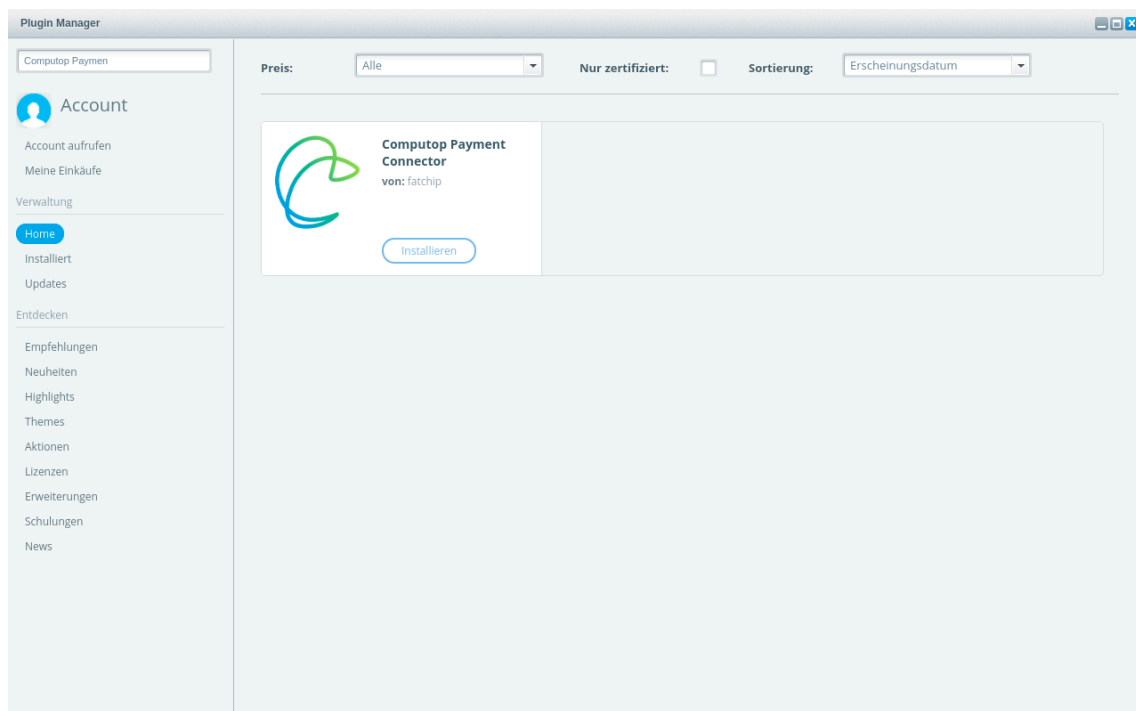 Plugin Manager
Computop Paymen
Account
Account aufrufen
Meine Einkäufe
Verwaltung
Home
Installiert
Updates
Entdecken
Empfehlungen
Neuheiten
Highlights
Themes
Aktionen
Lizenzen
Erweiterungen
Schulungen
News
Preis:
Alle
Nur zertifiziert:
Sortierung:
Erscheinungsdatum
Computop Payment
Connector
von: fatchip
Installieren